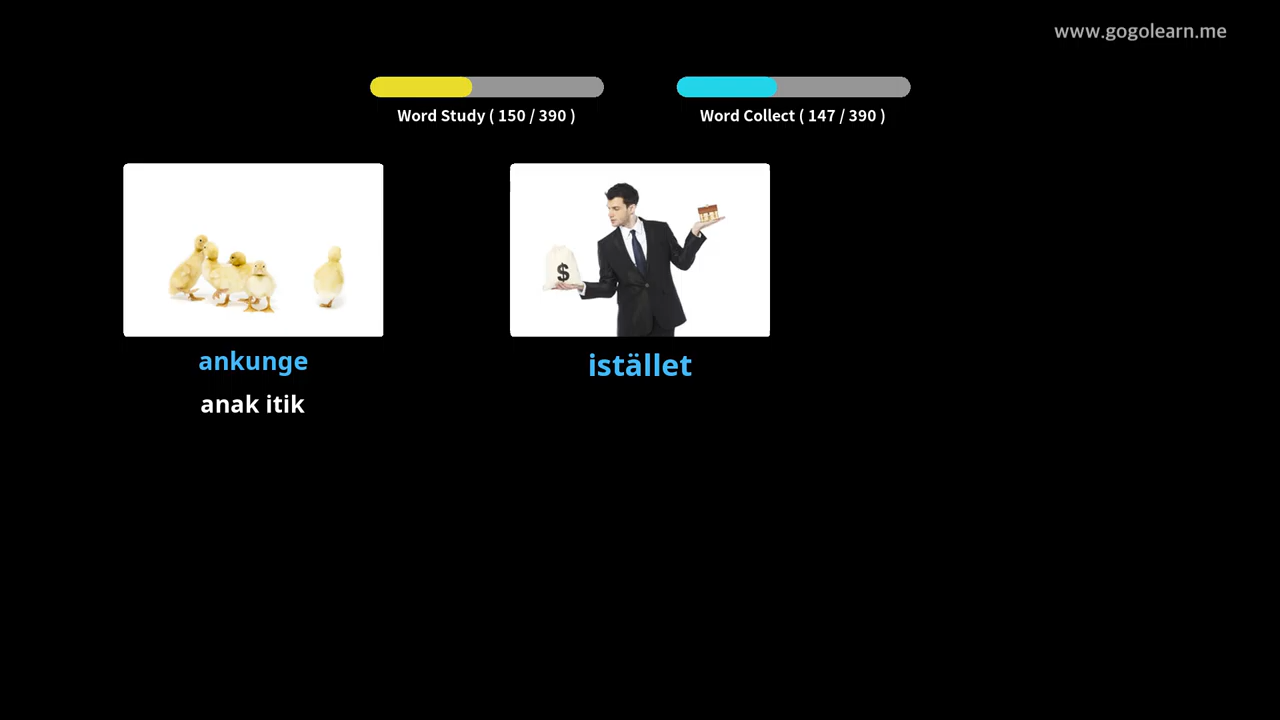 www.gogolearn.me
Word Study ( 150 / 390 )
Word Collect ( 147 / 390 )
$
ankunge
istället
anak itik